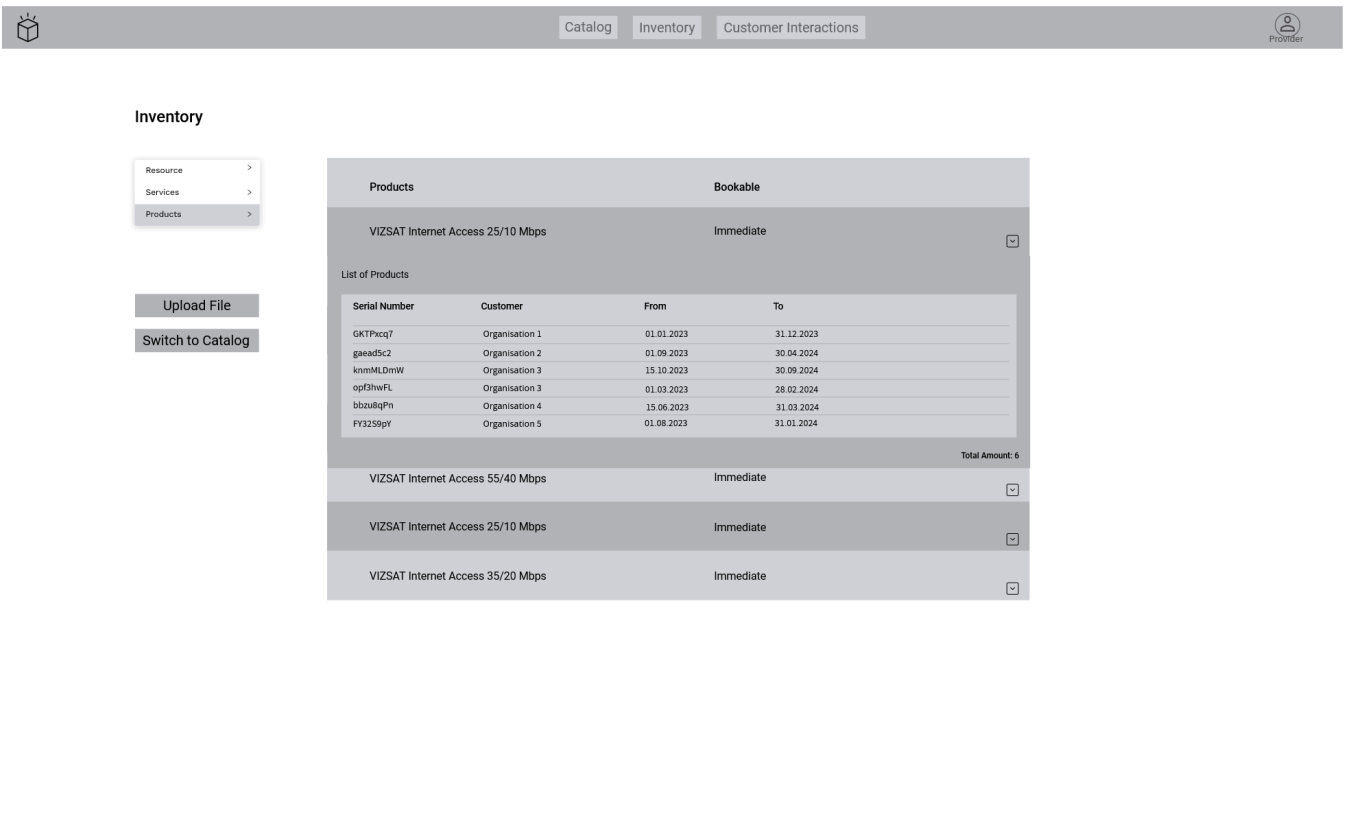 Catalog Inventory Customer Interactions
Provider
Inventory
Resource >
Services >
Products >
Upload File
Switch to Catalog
Products Bookable
VIZSAT Internet Access 25/10 Mbps Immediate
List of Products
Serial Number Customer From To
GKTPxcq7 Organisation 1 01.01.2023 31.12.2023
gaead5c2 Organisation 2 01.09.2023 30.04.2024
knmMLDmW Organisation 3 15.10.2023 30.09.2024
opf3hwFL Organisation 3 01.03.2023 28.02.2024
bbzu8qPn Organisation 4 15.06.2023 31.03.2024
FY32S9pY Organisation 5 01.08.2023 31.01.2024
Total Amount: 6
VIZSAT Internet Access 55/40 Mbps Immediate
VIZSAT Internet Access 25/10 Mbps Immediate
VIZSAT Internet Access 35/20 Mbps Immediate